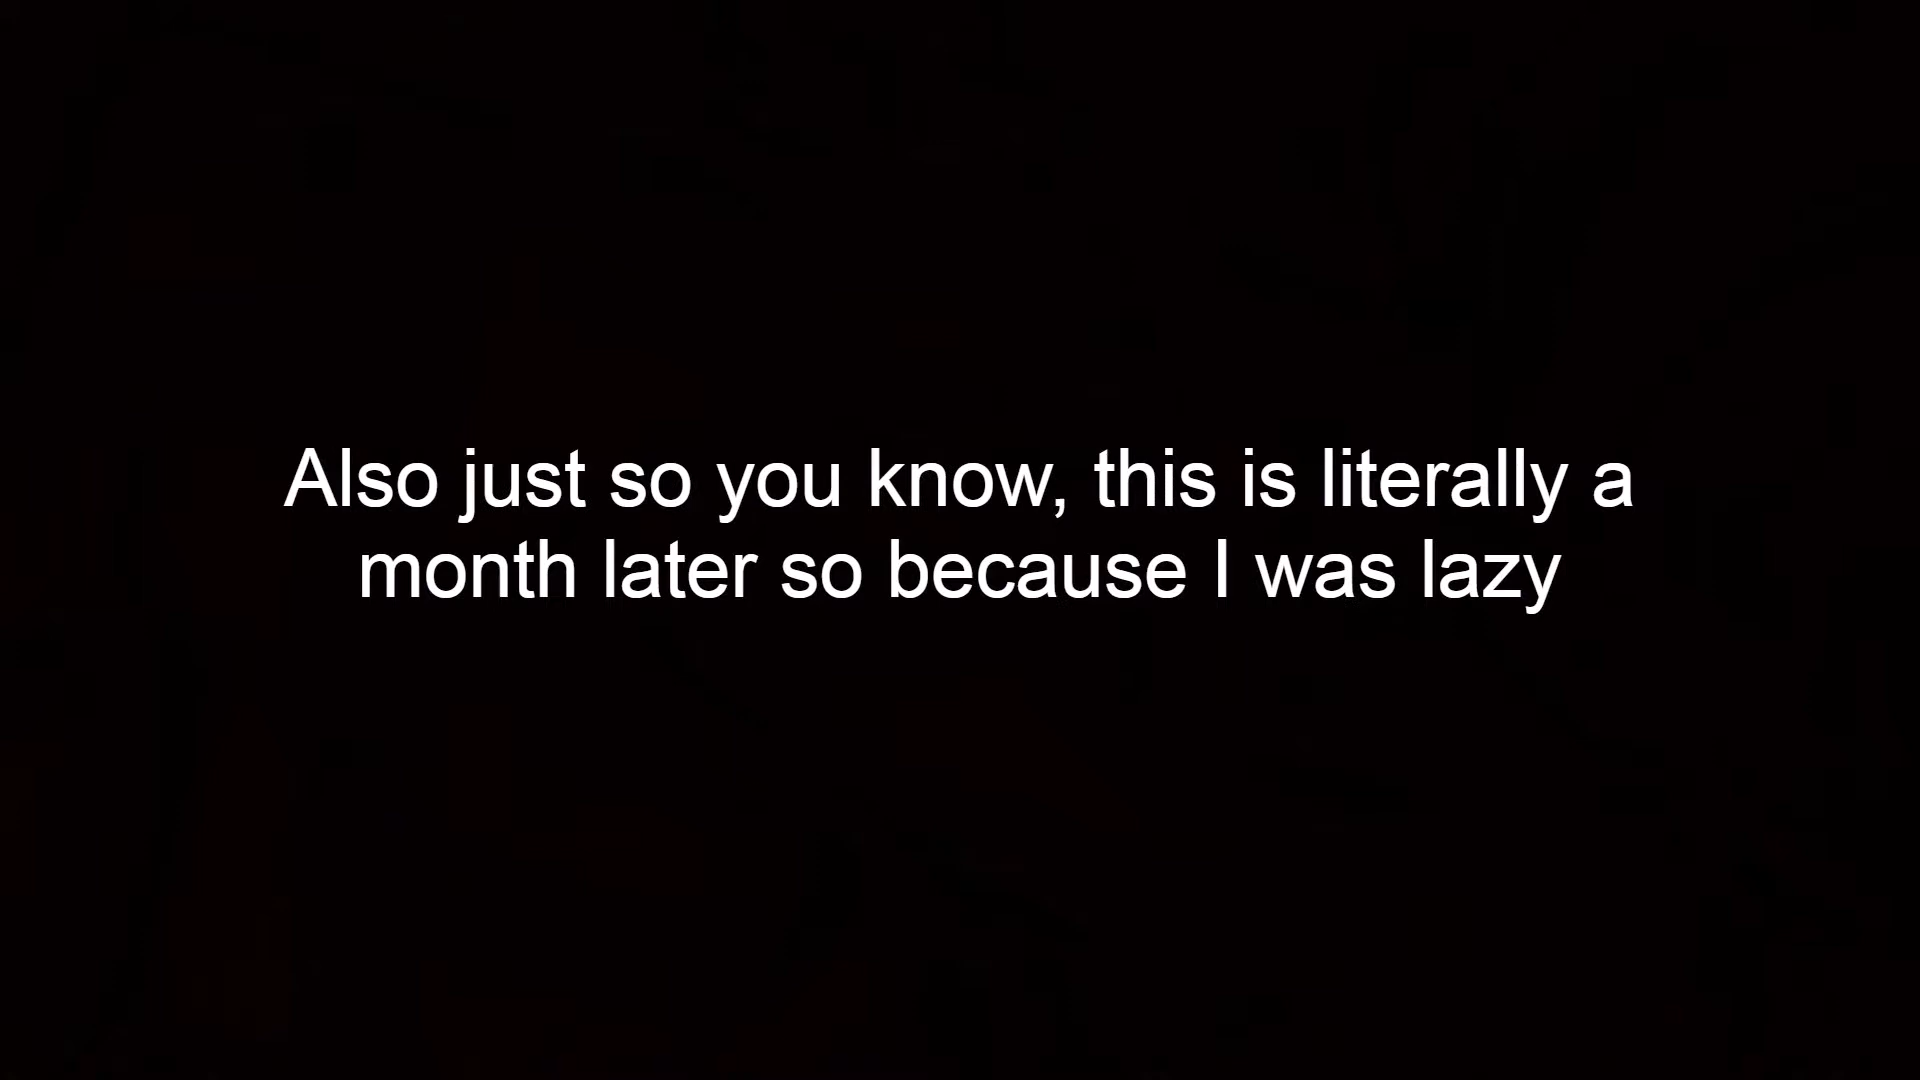 Also just so you know, this is literally a
month later so because I was lazy